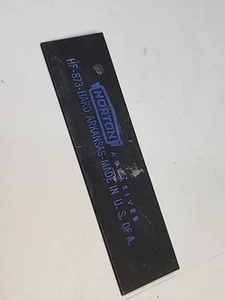 NORTON
ABRASIVES
HF-873-HARD ARKANSAS-MADE IN U. S. OF A.